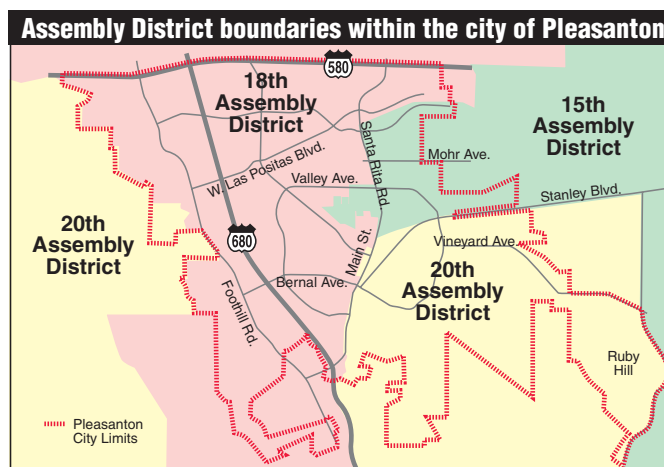 Assembly District boundaries within the city of Pleasanton
580
18th
Assembly
District
15th
Assembly
District
Santa Rita Rd.
Mohr Ave.
W. Las Positas Blvd.
Valley Ave.
Stanley Blvd.
20th
Assembly
District
680
Main St.
Vineyard Ave.
20th
Assembly
District
Bernal Ave.
Foothill Rd.
Ruby
Hill
Pleasanton
City Limits